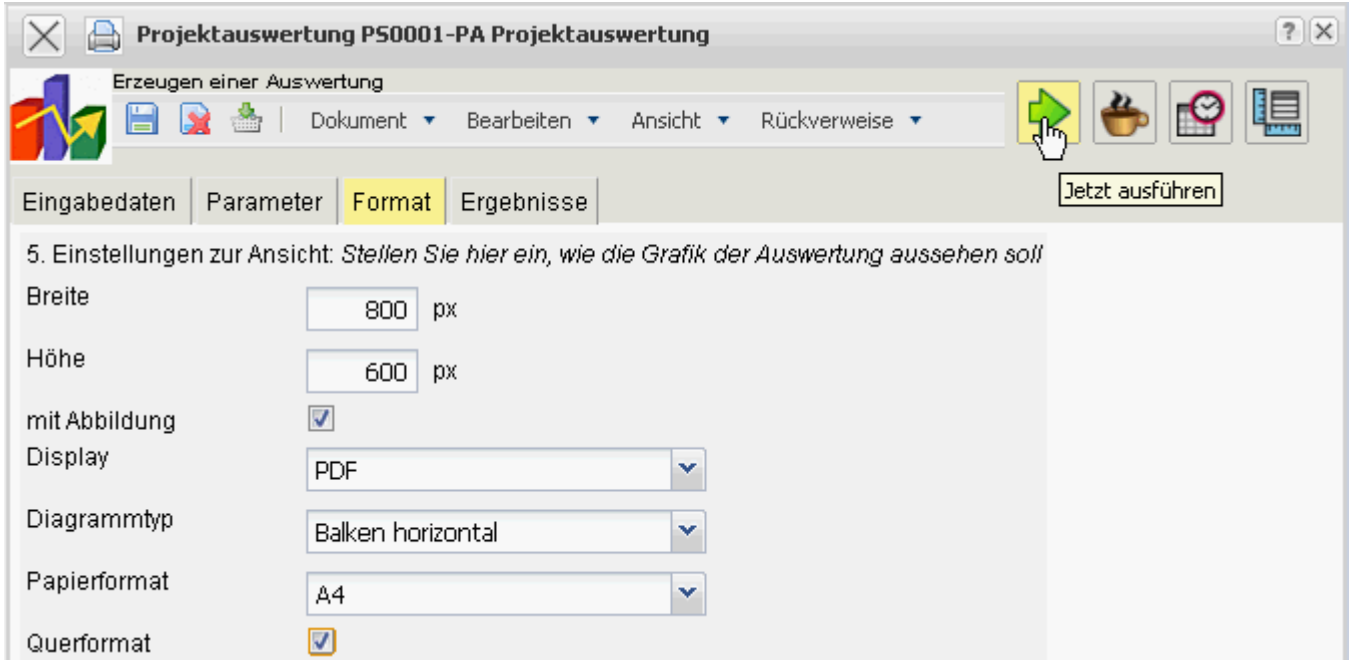 Projektauswertung PS0001-PA Projektauswertung
?
Erzeugen einer Auswertung
Dokument Bearbeiten Ansicht Rückverweise
Jetzt ausführen
Eingabedaten Parameter Format Ergebnisse
5. Einstellungen zur Ansicht: Stellen Sie hier ein, wie die Grafik der Auswertung aussehen soll
Breite 800 px
Höhe 600 px
mit Abbildung
Display PDF
Diagrammtyp Balken horizontal
Papierformat A4
Querformat